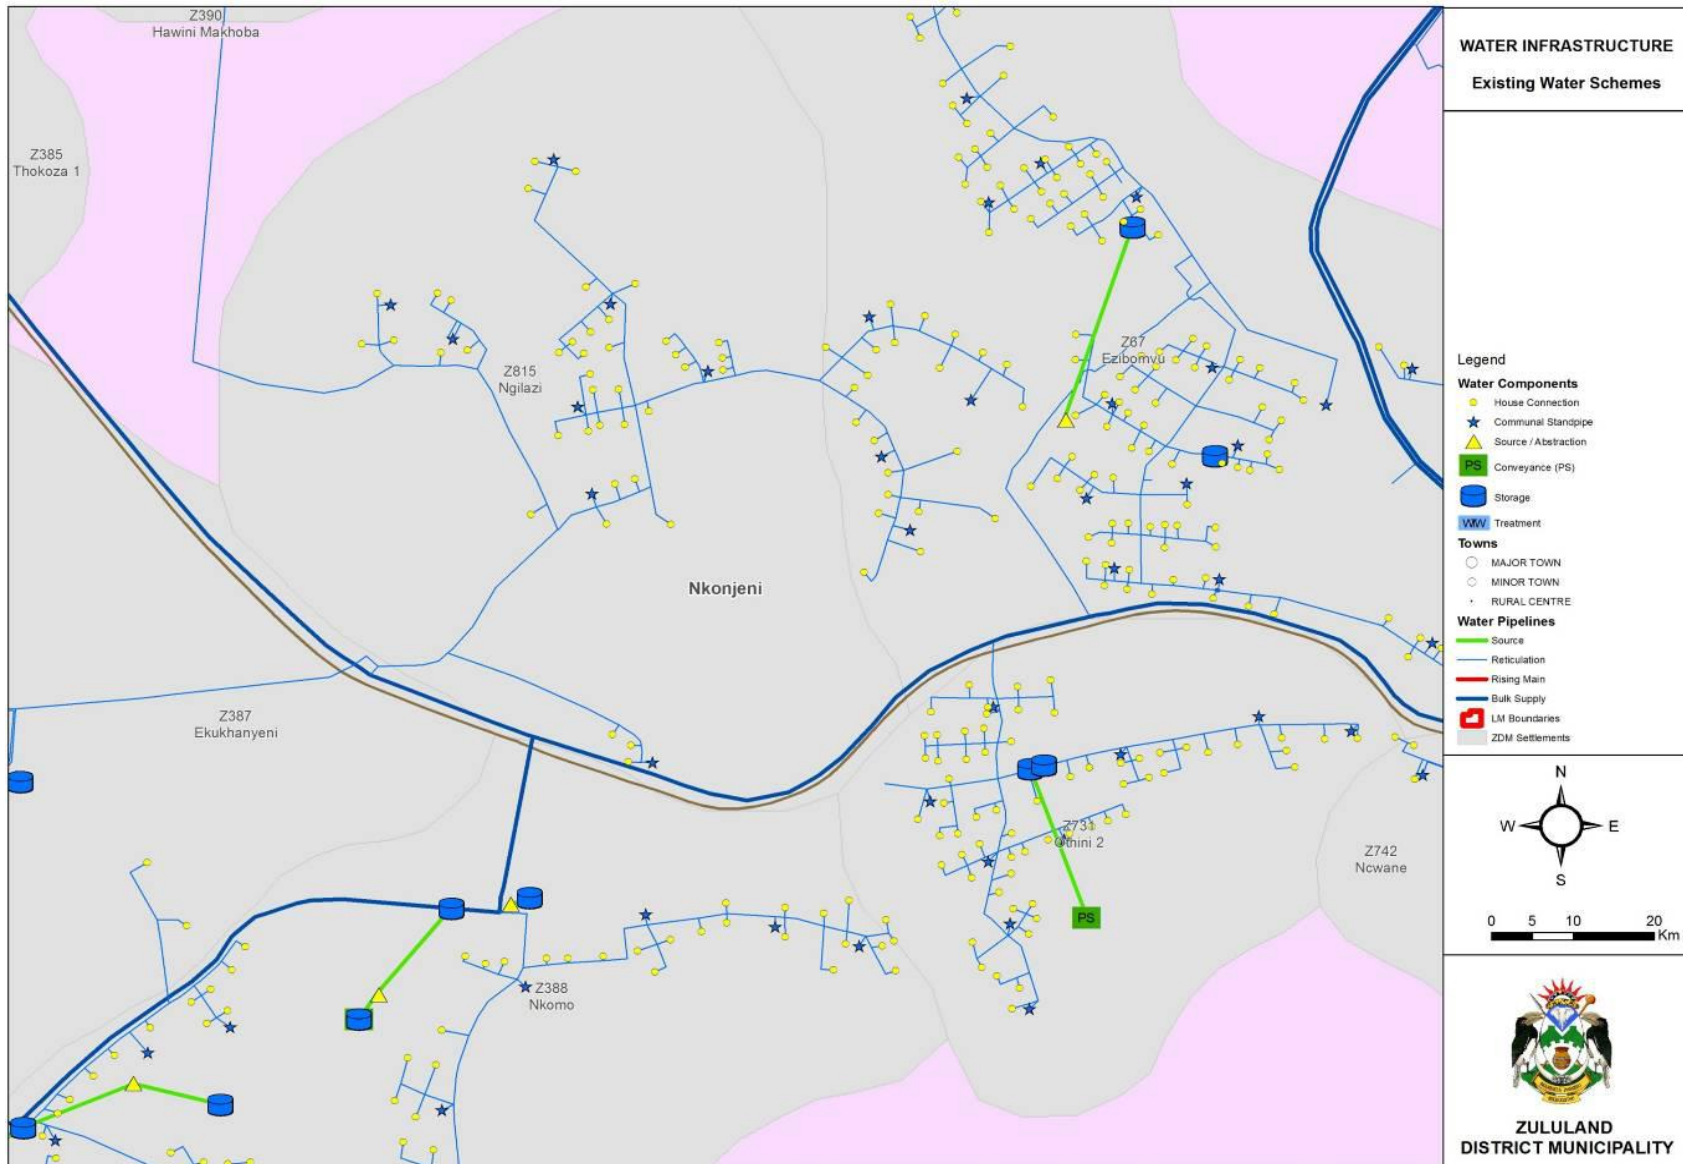 Z390
Hawini Makhoba
Z385
Thokoza 1
Z815
Ngilazi
Z67
Ezibomvu
Nkonjeni
Z387
Ekukhanyeni
Z731
Othini 2
Z742
Ncwane
PS
Z388
Nkomo
WATER INFRASTRUCTURE
Existing Water Schemes
Legend
Water Components
House Connection
Communal Standpipe
Source / Abstraction
PS Conveyance (PS)
Storage
WW Treatment
Towns
MAJOR TOWN
MINOR TOWN
RURAL CENTRE
Water Pipelines
Source
Reticulation
Rising Main
Bulk Supply
LM Boundaries
ZDM Settlements
N
W E
S
0 5 10 20
Km
ZULULAND
DISTRICT MUNICIPALITY